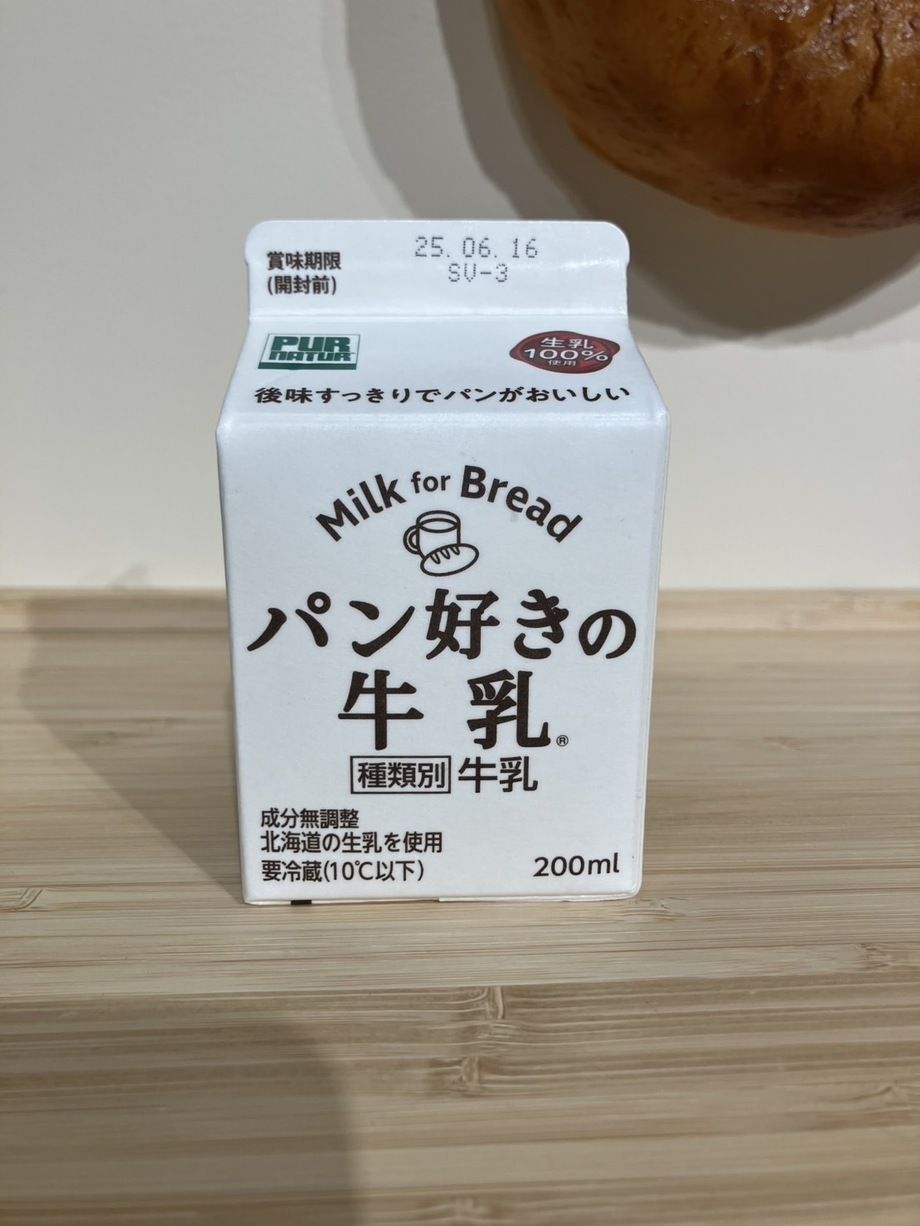 賞味期限
(開封前)
25.06.16
SV-3
PUR
NATUR
生乳
100%
使用
後味すっきりでパンがおいしい
Milk for Bread
パン好きの
牛乳®
種類別 牛乳
成分無調整
北海道の生乳を使用
要冷蔵(10℃以下)
200ml